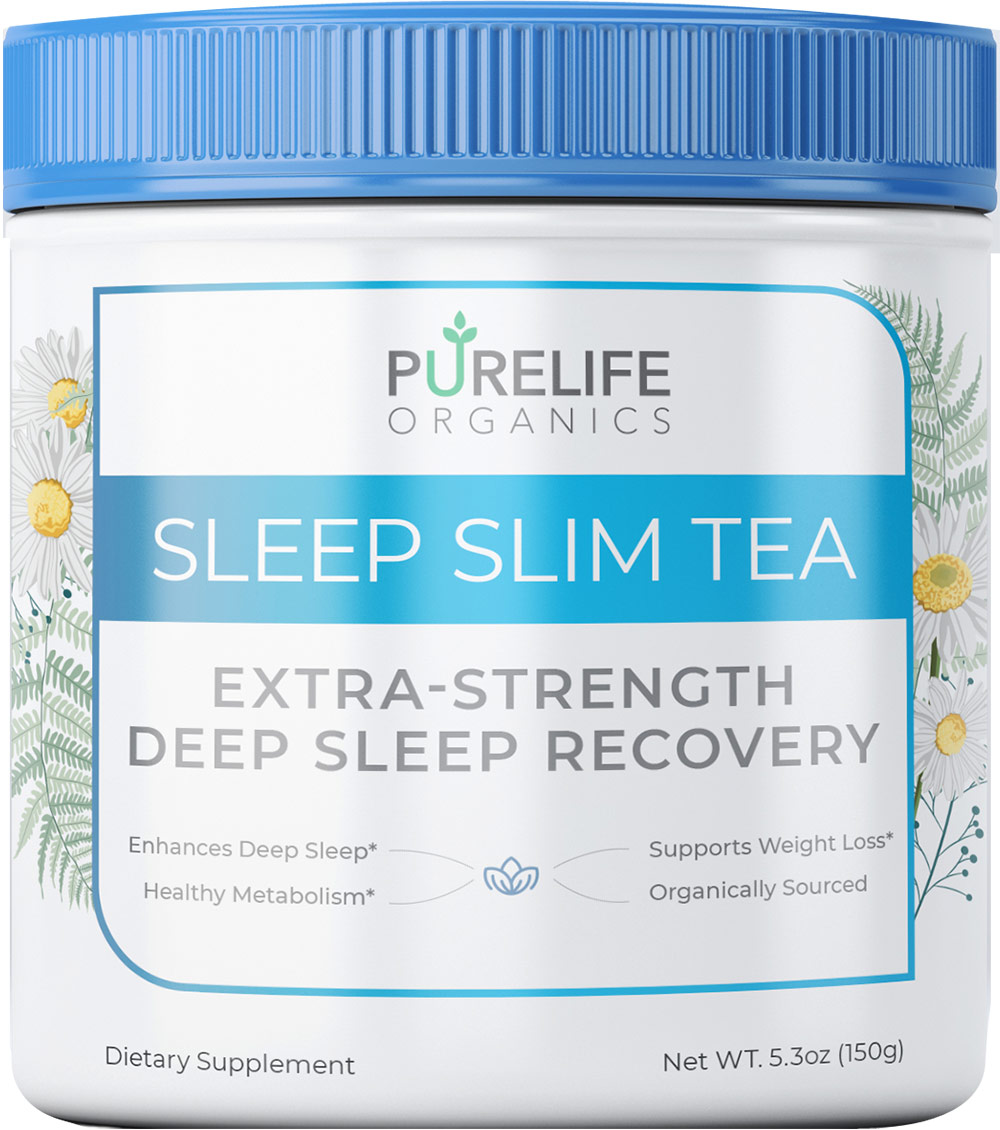 PURELIFE
ORGANICS
SLEEP SLIM TEA
EXTRA-STRENGTH
DEEP SLEEP RECOVERY
Enhances Deep Sleep*
Healthy Metabolism*
Supports Weight Loss*
Organically Sourced
Dietary Supplement
Net WT. 5.3oz (150g)